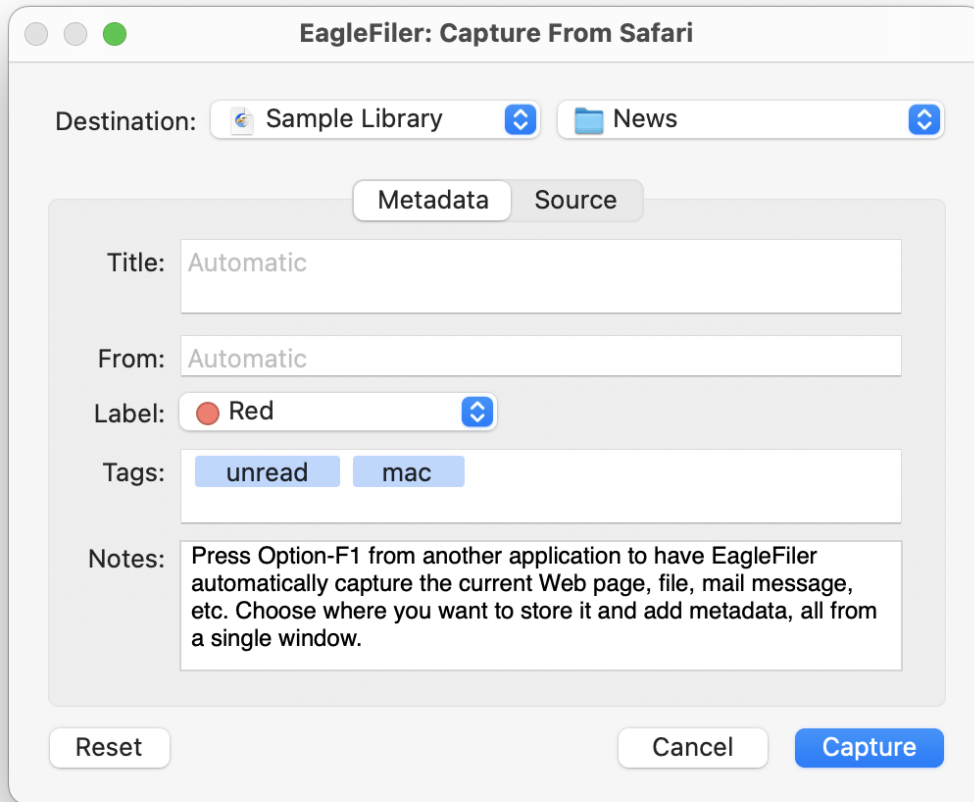 EagleFiler: Capture From Safari
Destination: Sample Library News
Metadata Source
Title: Automatic
From: Automatic
Label: Red
Tags: unread mac
Notes: Press Option-F1 from another application to have EagleFiler
automatically capture the current Web page, file, mail message,
etc. Choose where you want to store it and add metadata, all from
a single window.
Reset Cancel Capture